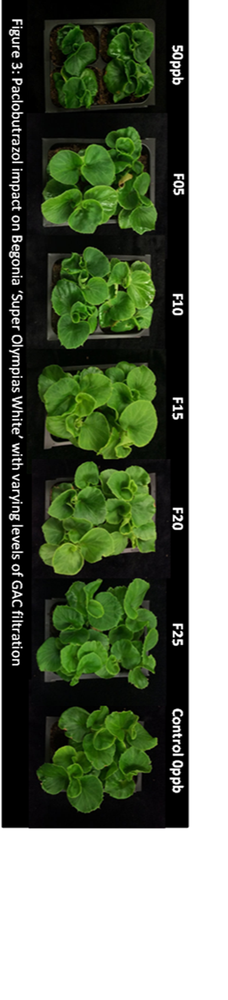 50ppb
F05
F10
F15
F20
F25
Control 0ppb
Figure 3: Paclobutrazol impact on Begonia ‘Super Olympias White’ with varying levels of GAC filtration